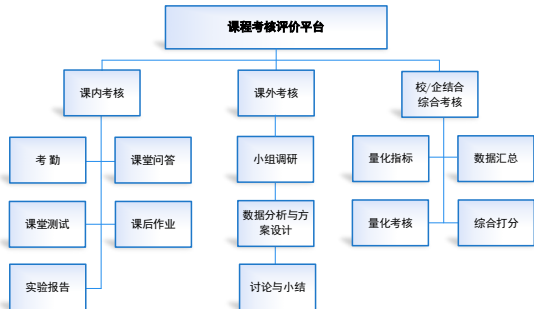 课程考核评价平台
课内考核
课外考核
校/企结合
综合考核
考 勤
课堂问答
小组调研
量化指标
数据汇总
课堂测试
课后作业
数据分析与方
案设计
量化考核
综合打分
实验报告
讨论与小结